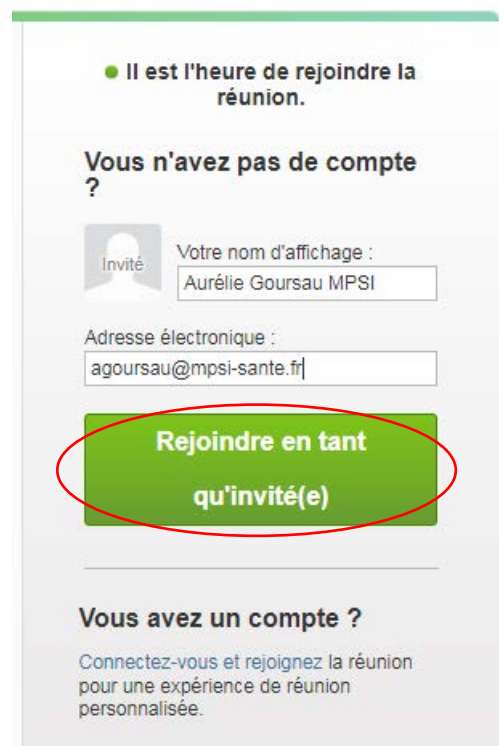 Il est l'heure de rejoindre la
réunion.
Vous n'avez pas de compte
?
Invité
Votre nom d'affichage :
Aurélie Goursau MPSI
Adresse électronique :
agoursau@mpsi-sante.fr
Rejoindre en tant
qu'invité(e)
Vous avez un compte ?
Connectez-vous et rejoignez la réunion
pour une expérience de réunion
personnalisée.